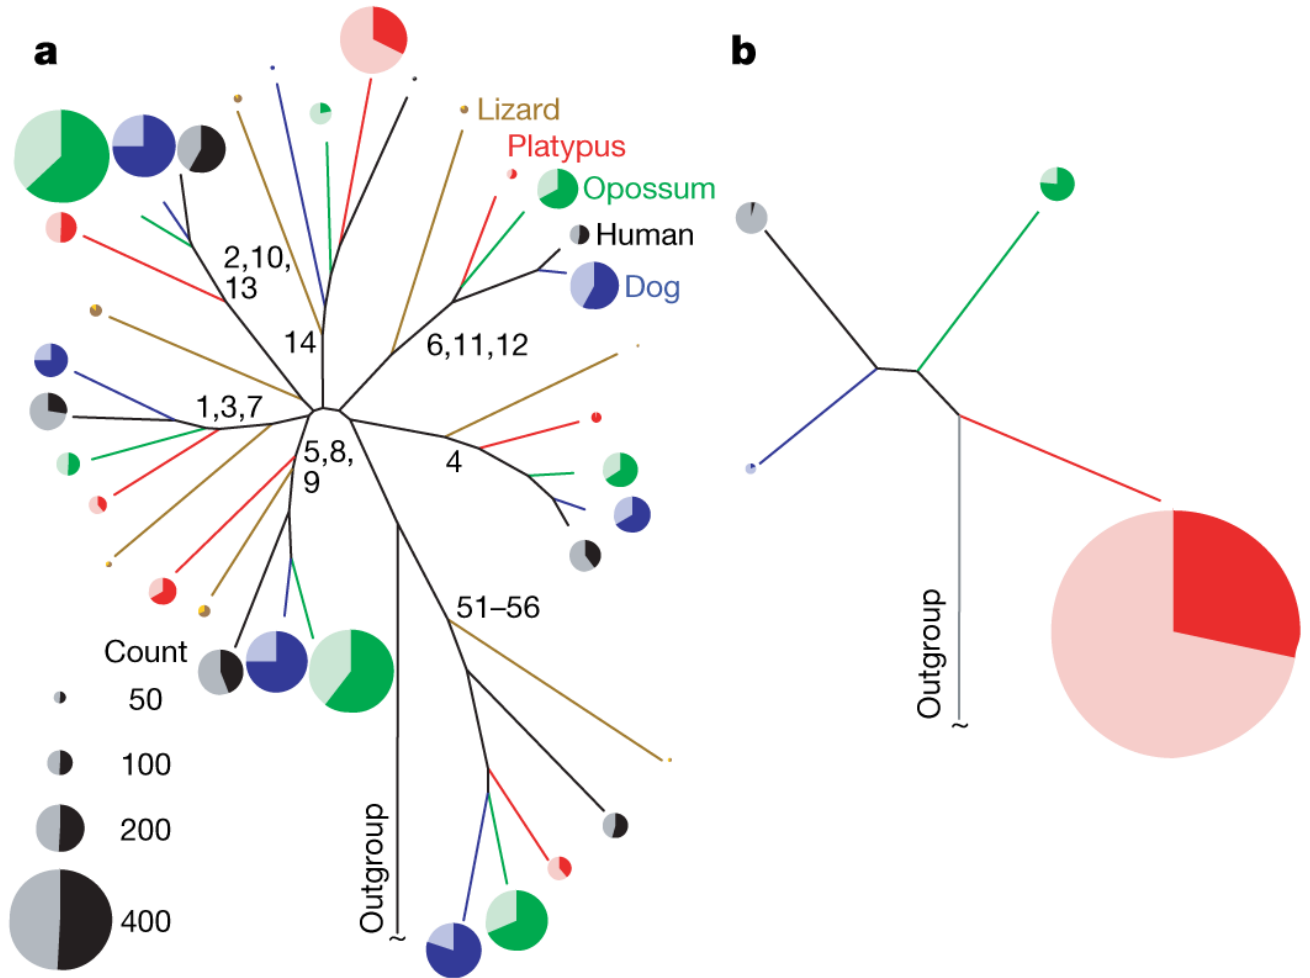 a
b
Lizard
Platypus
Opossum
Human
Dog
2,10,
13
14
6,11,12
1,3,7
5,8,
9
4
51–56
Count
50
100
200
400
Outgroup
~
Outgroup
~